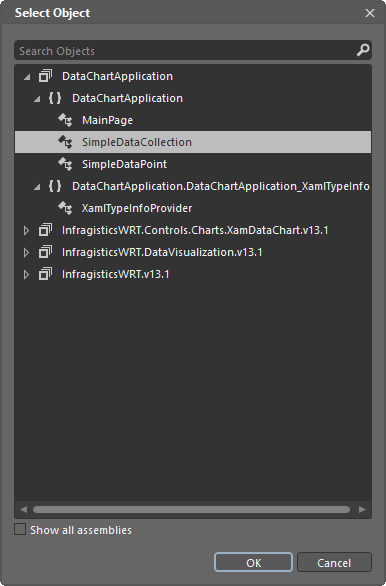 Select Object
Search Objects
DataChartApplication
{ } DataChartApplication
MainPage
SimpleDataCollection
SimpleDataPoint
{ } DataChartApplication.DataChartApplication_XamlTypeInfo
XamlTypeInfoProvider
InfragisticsWRT.Controls.Charts.XamDataChart.v13.1
InfragisticsWRT.DataVisualization.v13.1
InfragisticsWRT.v13.1
Show all assemblies
OK Cancel